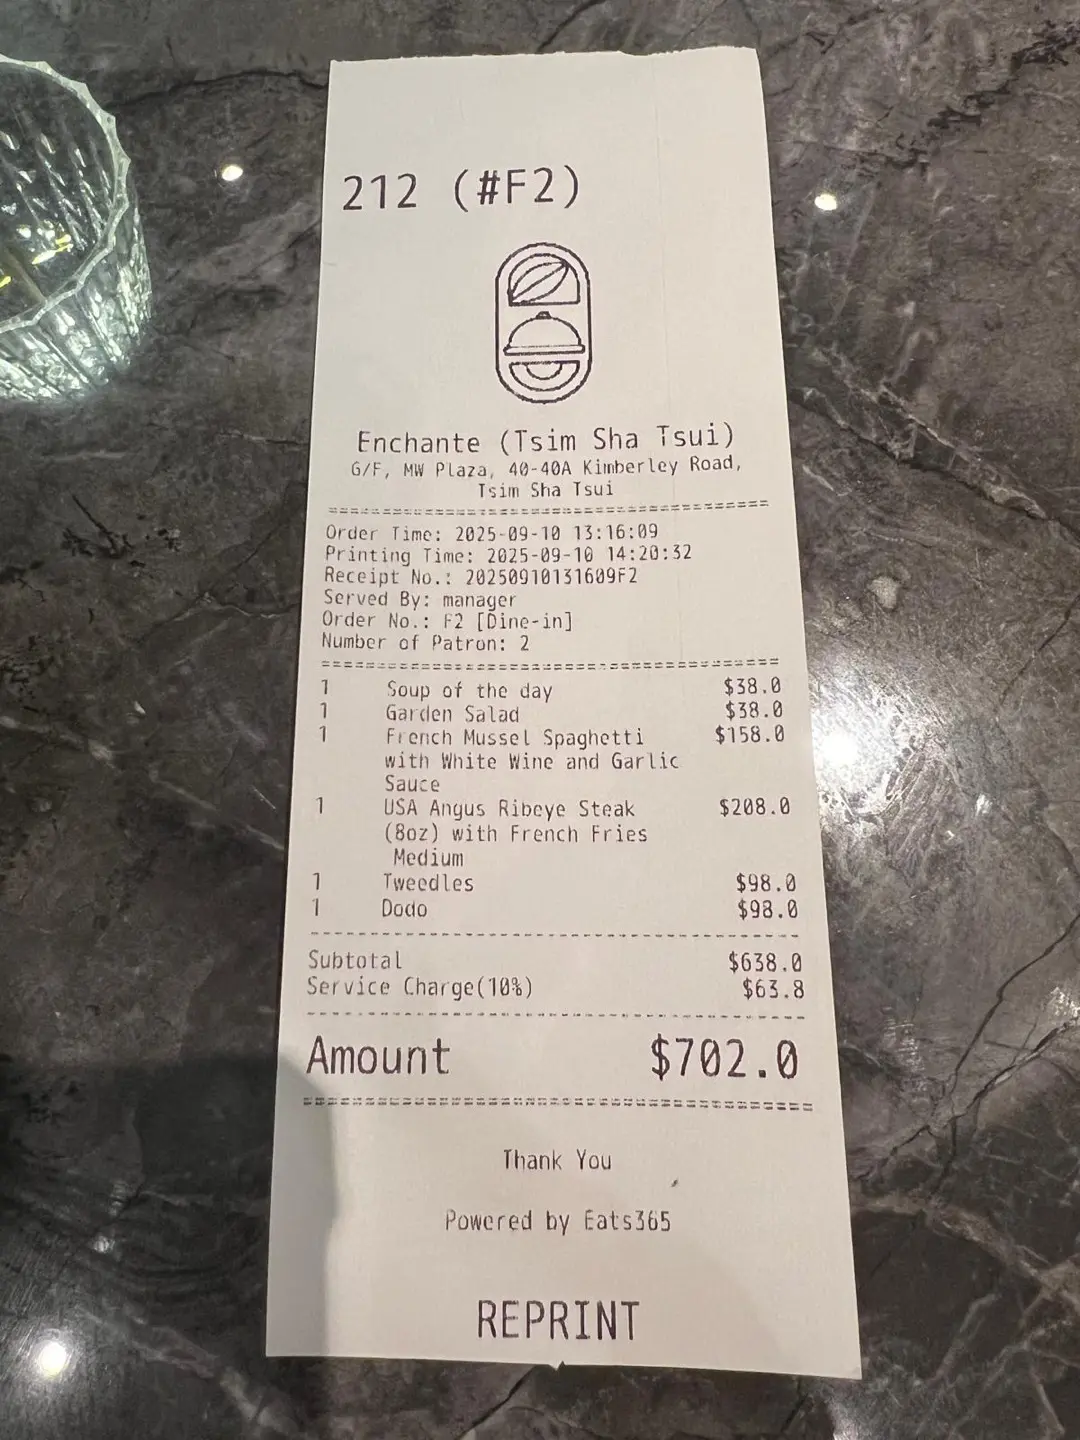 212 (#F2)
Enchante (Tsim Sha Tsui)
G/F, MW Plaza, 40-40A Kimberley Road,
Tsim Sha Tsui
Order Time: 2025-09-10 13:16:09
Printing Time: 2025-09-10 14:20:32
Receipt No.: 20250910131609F2
Served By: manager
Order No.: F2 [Dine-in]
Number of Patron: 2
1 Soup of the day $38.0
1 Garden Salad $38.0
1 French Mussel Spaghetti $158.0
with White Wine and Garlic
Sauce
1 USA Angus Ribeye Steak $208.0
(8oz) with French Fries
Medium
1 Tweedles $98.0
1 Dodo $98.0
Subtotal $638.0
Service Charge(10%) $63.8
Amount $702.0
Thank You
Powered by Eats365
REPRINT